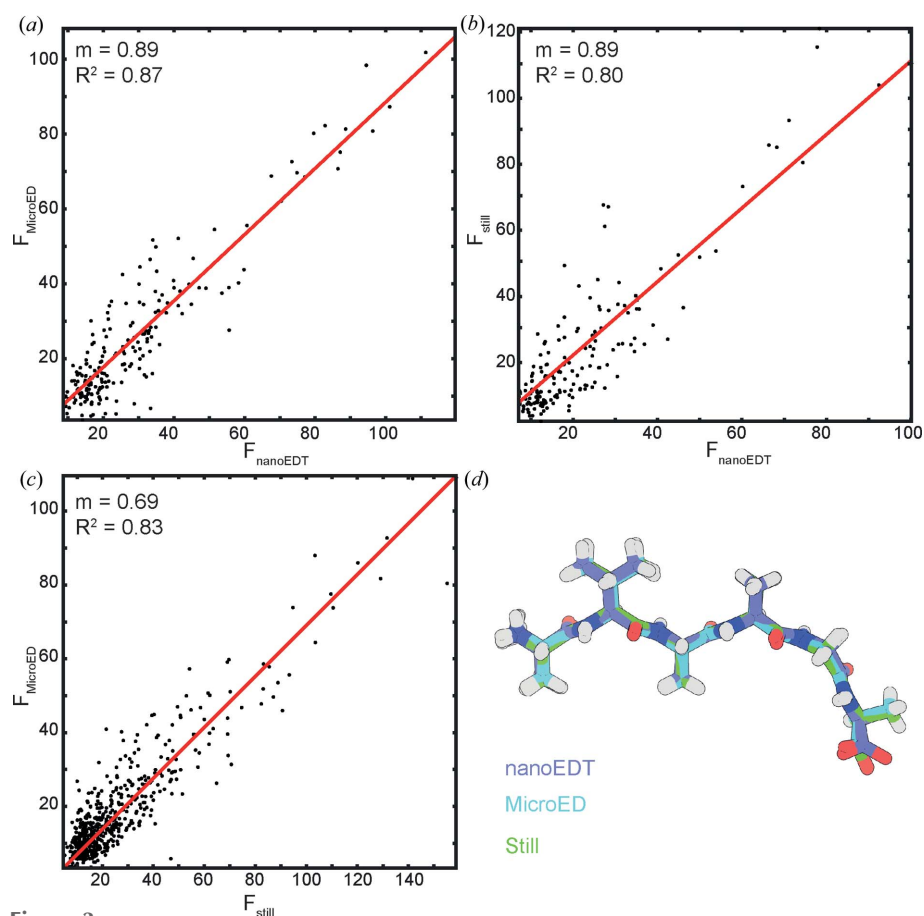 (a)
m = 0.89
R² = 0.87
100
80
60
40
20
F_MicroED
20 40 60 80 100
F_nanoEDT
(b)
m = 0.89
R² = 0.80
120
100
80
60
40
20
F_still
20 40 60 80 100
F_nanoEDT
(c)
m = 0.69
R² = 0.83
100
80
60
40
20
F_MicroED
20 40 60 80 100 120 140
F_still
(d)
nanoEDT
MicroED
Still